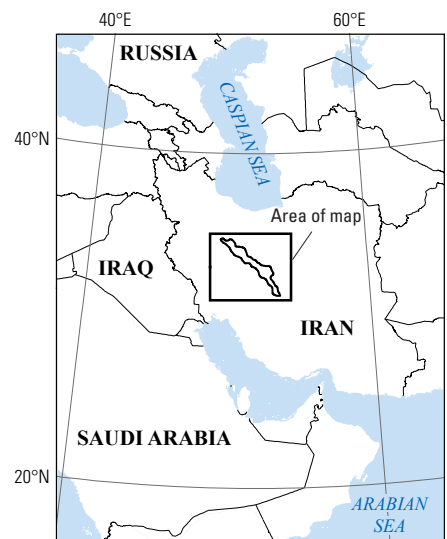 40°E
60°E
RUSSIA
CASPIAN SEA
40°N
Area of map
IRAQ
IRAN
SAUDI ARABIA
20°N
ARABIAN
SEA